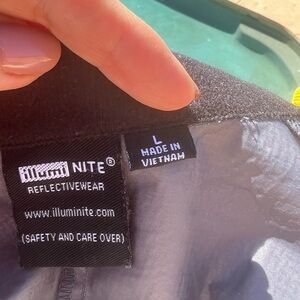 illumiNITE®
REFLECTIVEWEAR
www.illuminite.com
(SAFETY AND CARE OVER)
L
MADE IN
VIETNAM